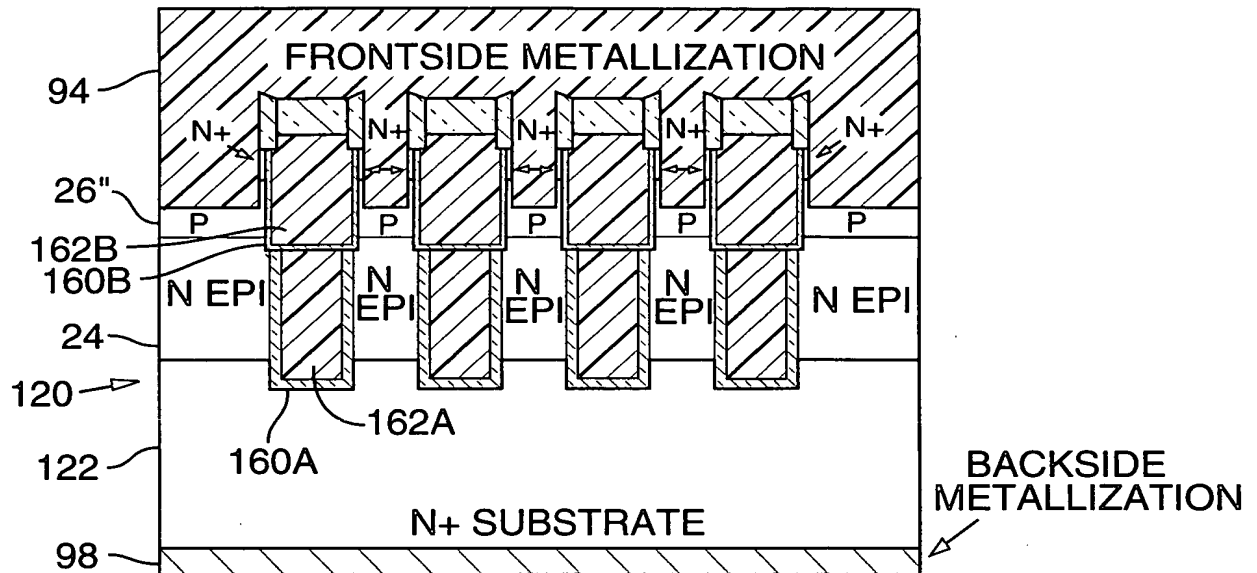 FRONTSIDE METALLIZATION
94
N+ N+ N+ N+ N+
26"
P P P P P
162B
160B
N EPI N EPI N EPI N EPI N EPI
24
120
162A
160A
122
BACKSIDE
METALLIZATION
N+ SUBSTRATE
98